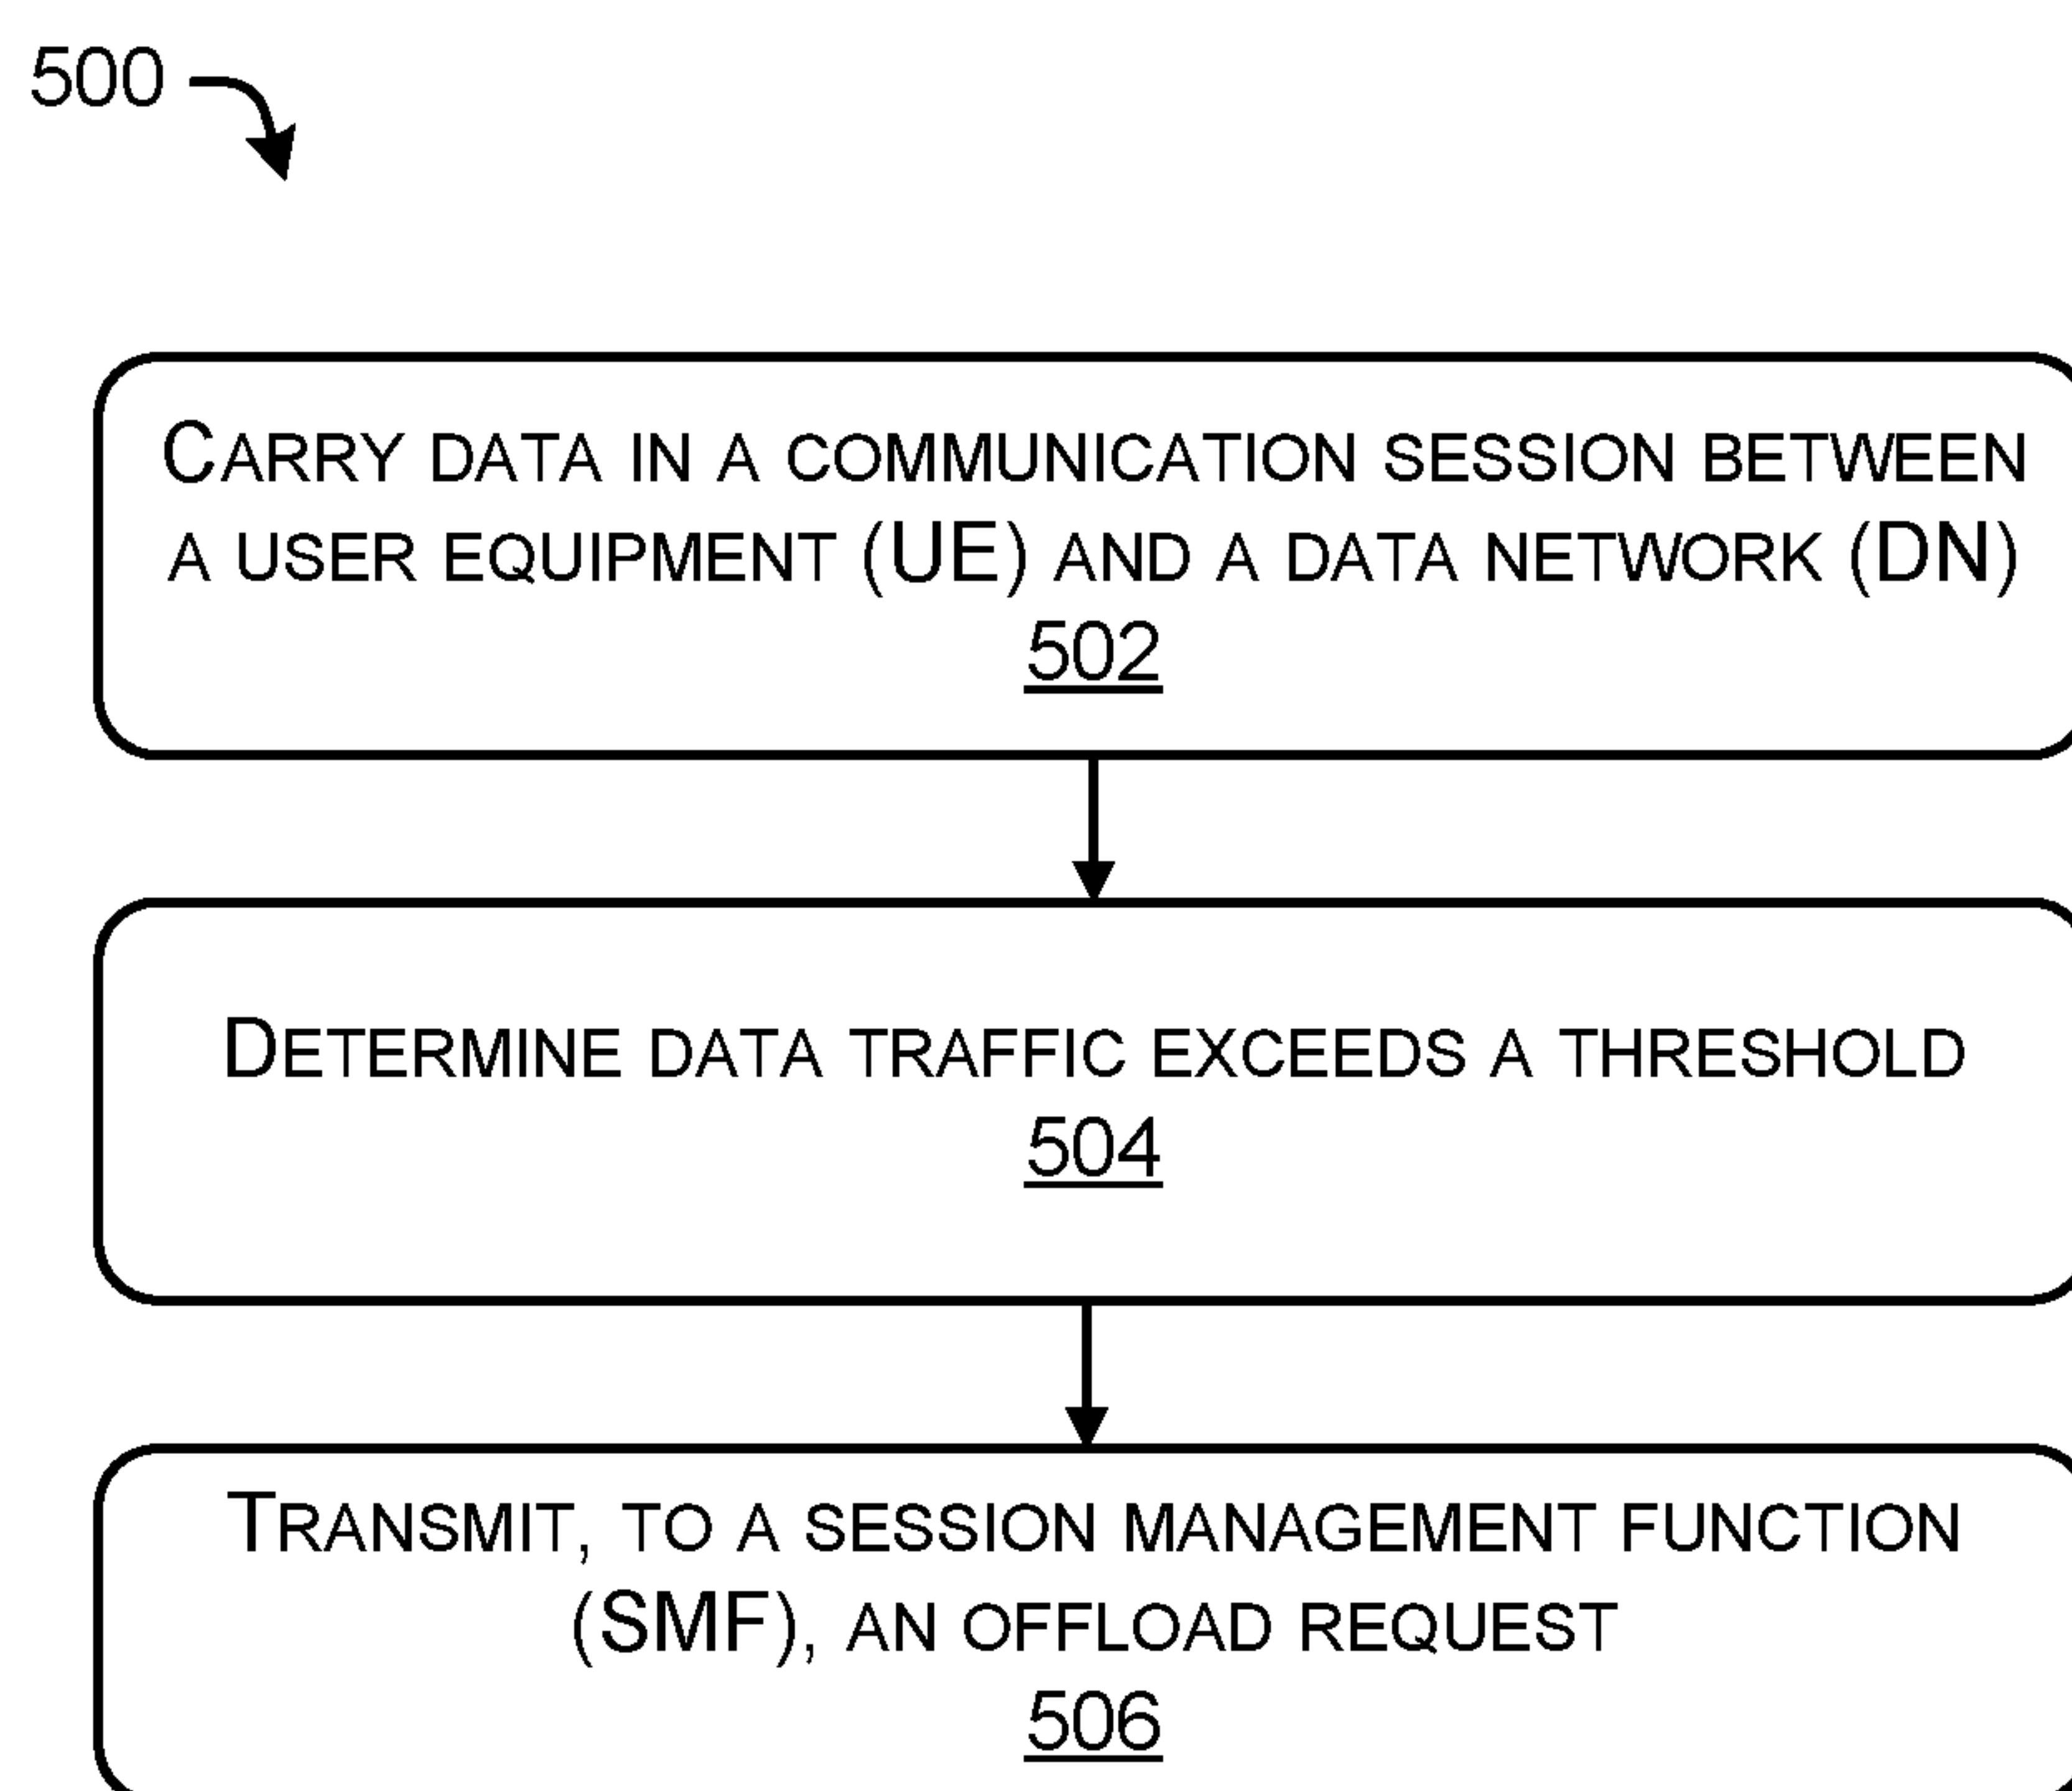 500
Carry data in a communication session between
a user equipment (UE) and a data network (DN)
502
Determine data traffic exceeds a threshold
504
Transmit, to a session management function
(SMF), an offload request
506